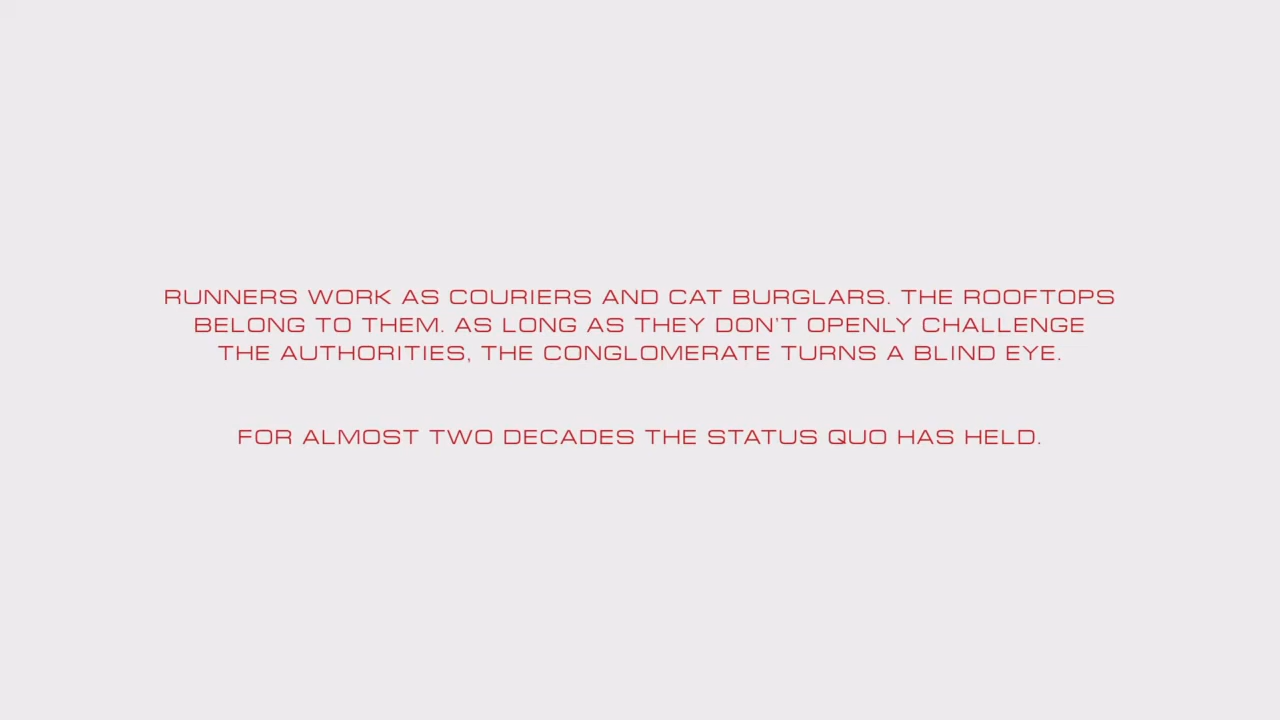 RUNNERS WORK AS COURIERS AND CAT BURGLARS. THE ROOFTOPS
BELONG TO THEM. AS LONG AS THEY DON'T OPENLY CHALLENGE
THE AUTHORITIES, THE CONGLOMERATE TURNS A BLIND EYE.
FOR ALMOST TWO DECADES THE STATUS QUO HAS HELD.